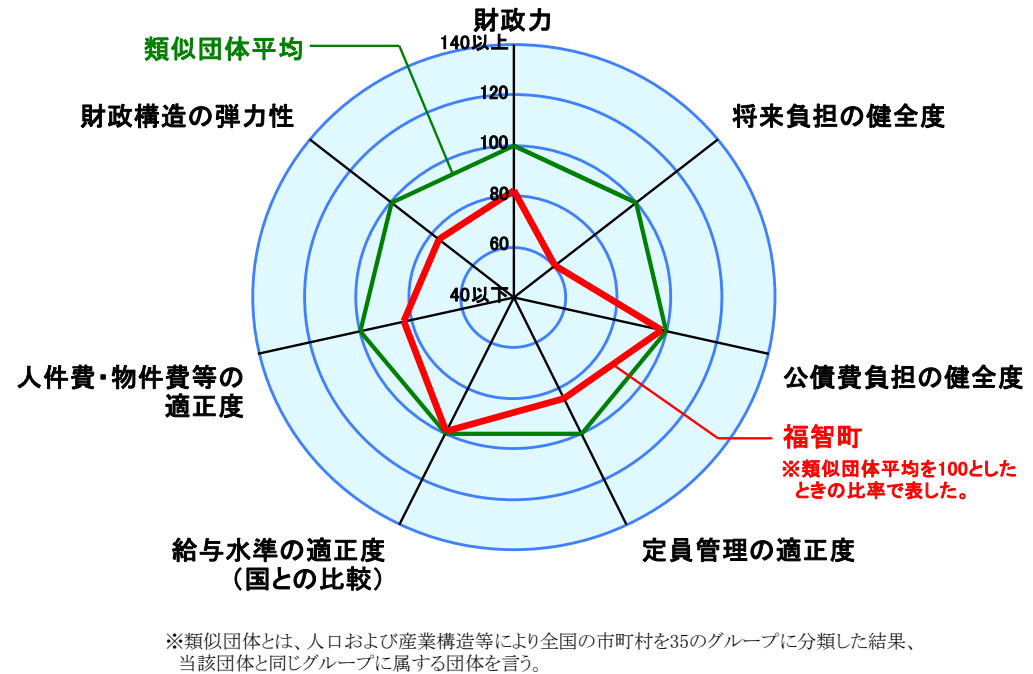 財政力
140以上
類似団体平均
120
財政構造の弾力性
将来負担の健全度
100
80
60
40以下
人件費・物件費等の
適正度
公債費負担の健全度
福智町
※類似団体平均を100とした
ときの比率で表した。
給与水準の適正度
（国との比較）
定員管理の適正度
※類似団体とは、人口および産業構造等により全国の市町村を35のグループに分類した結果、
当該団体と同じグループに属する団体を言う。